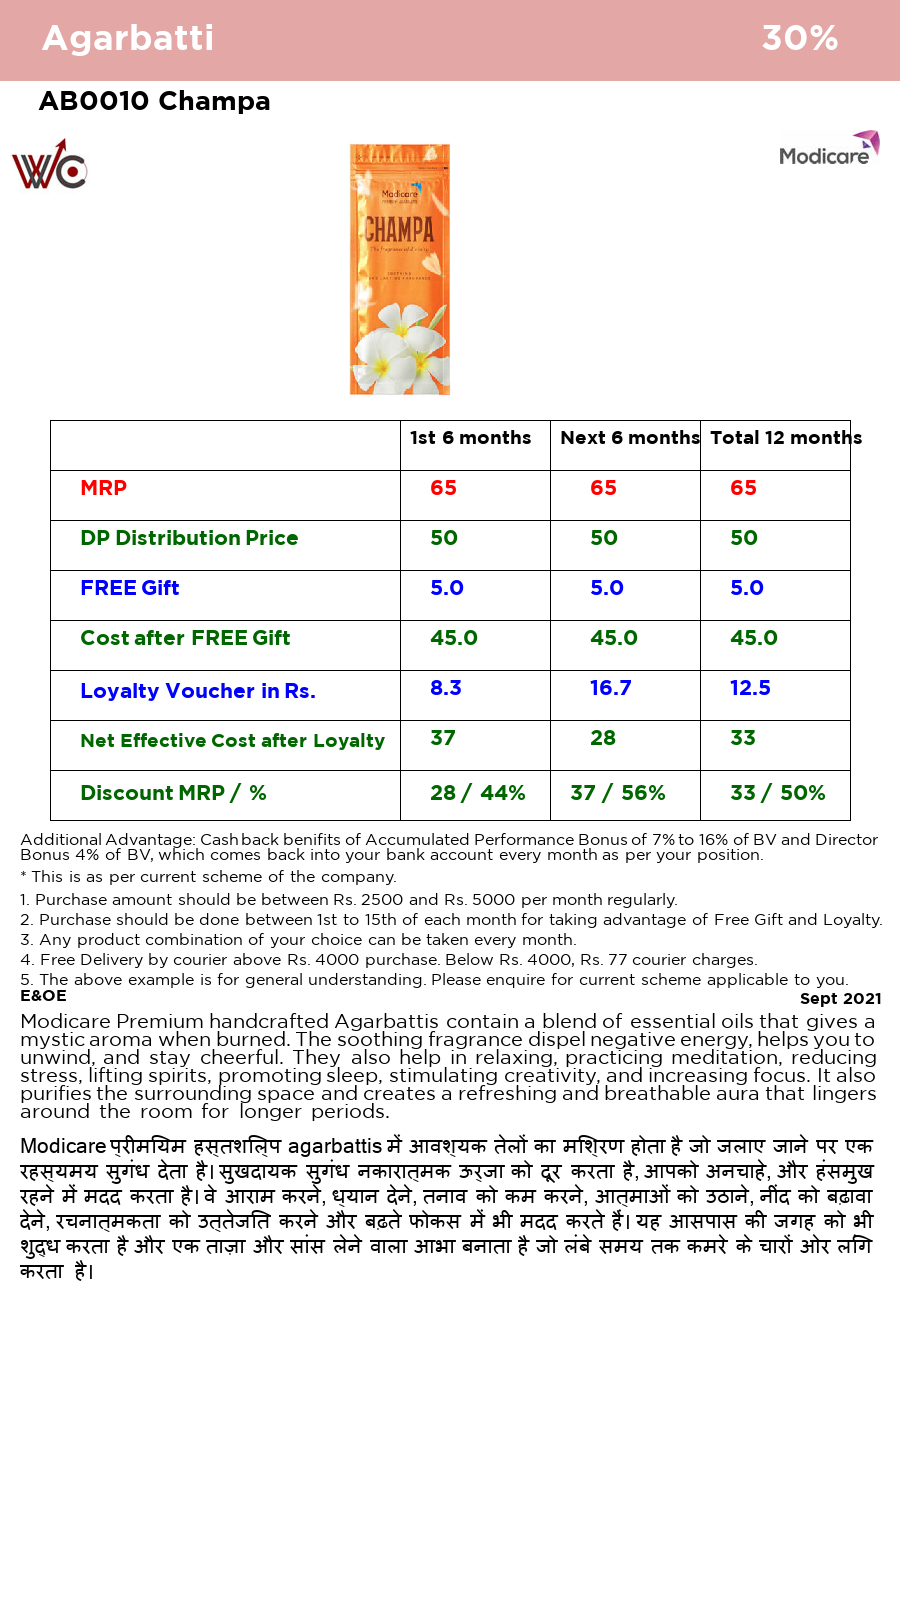 Agarbatti 30%
AB0010 Champa
WC
Modicare
Modicare
CHAMPA
The fragrance of divinity
SOOTHING
1st 6 months Next 6 months Total 12 months
MRP 65 65 65
DP Distribution Price 50 50 50
FREE Gift 5.0 5.0 5.0
Cost after FREE Gift 45.0 45.0 45.0
Loyalty Voucher in Rs. 8.3 16.7 12.5
Net Effective Cost after Loyalty 37 28 33
Discount MRP / % 28 / 44% 37 / 56% 33 / 50%
Additional Advantage: Cash back benifits of Accumulated Performance Bonus of 7% to 16% of BV and Director
Bonus 4% of BV, which comes back into your bank account every month as per your position.
* This is as per current scheme of the company.
1. Purchase amount should be between Rs. 2500 and Rs. 5000 per month regularly.
2. Purchase should be done between 1st to 15th of each month for taking advantage of Free Gift and Loyalty.
3. Any product combination of your choice can be taken every month.
4. Free Delivery by courier above Rs. 4000 purchase. Below Rs. 4000, Rs. 77 courier charges.
5. The above example is for general understanding. Please enquire for current scheme applicable to you.
E&OE
Sept 2021
Modicare Premium handcrafted Agarbattis contain a blend of essential oils that gives a
mystic aroma when burned. The soothing fragrance dispel negative energy, helps you to
unwind, and stay cheerful. They also help in relaxing, practicing meditation, reducing
stress, lifting spirits, promoting sleep, stimulating creativity, and increasing focus. It also
purifies the surrounding space and creates a refreshing and breathable aura that lingers
around the room for longer periods.
Modicare प्रीमियम हस्तशिल्प agarbattis में आवश्यक तेलों का मिश्रण होता है जो जलाए जाने पर एक
रहस्यमय सुगंध देता है। सुखदायक सुगंध नकारात्मक ऊर्जा को दूर करता है, आपको अनचाहे, और हंसमुख
रहने में मदद करता है। वे आराम करने, ध्यान देने, तनाव को कम करने, आत्माओं को उठाने, नींद को बढ़ावा
देने, रचनात्मकता को उत्तेजित करने और बढ़ते फोकस में भी मदद करते हैं। यह आसपास की जगह को भी
शुद्ध करता है और एक ताज़ा और सांस लेने वाला आभा बनाता है जो लंबे समय तक कमरे के चारों ओर लगि
करता है।